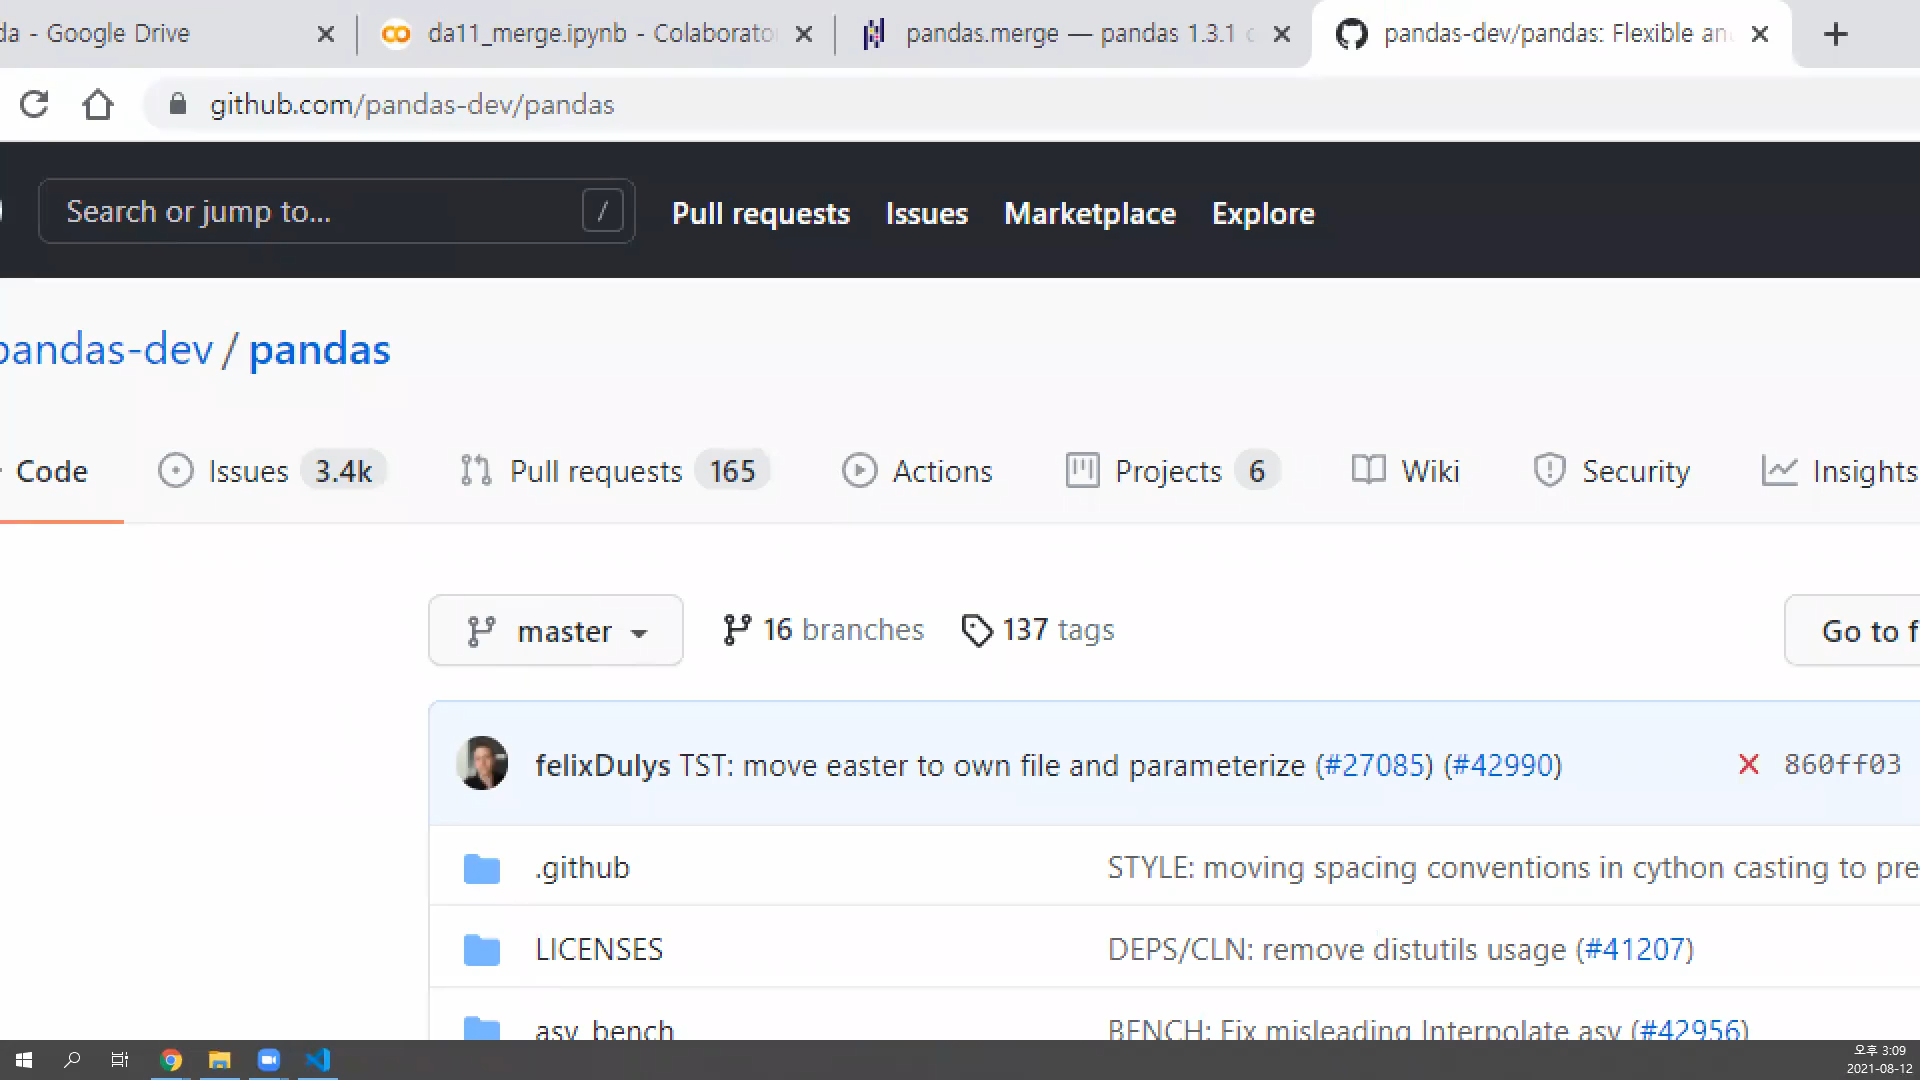 da - Google Drive
da11_merge.ipynb - Colaborato
pandas.merge — pandas 1.3.1 d
pandas-dev/pandas: Flexible an
github.com/pandas-dev/pandas
Search or jump to... /
Pull requests Issues Marketplace Explore
pandas-dev / pandas
Code Issues 3.4k Pull requests 165 Actions Projects 6 Wiki Security Insights
master 16 branches 137 tags Go to f
felixDulys TST: move easter to own file and parameterize (#27085) (#42990) 860ff03
.github STYLE: moving spacing conventions in cython casting to pre
LICENSES DEPS/CLN: remove distutils usage (#41207)
asv_bench BENCH: Fix misleading Interpolate asv (#42956)
오후 3:09
2021-08-12